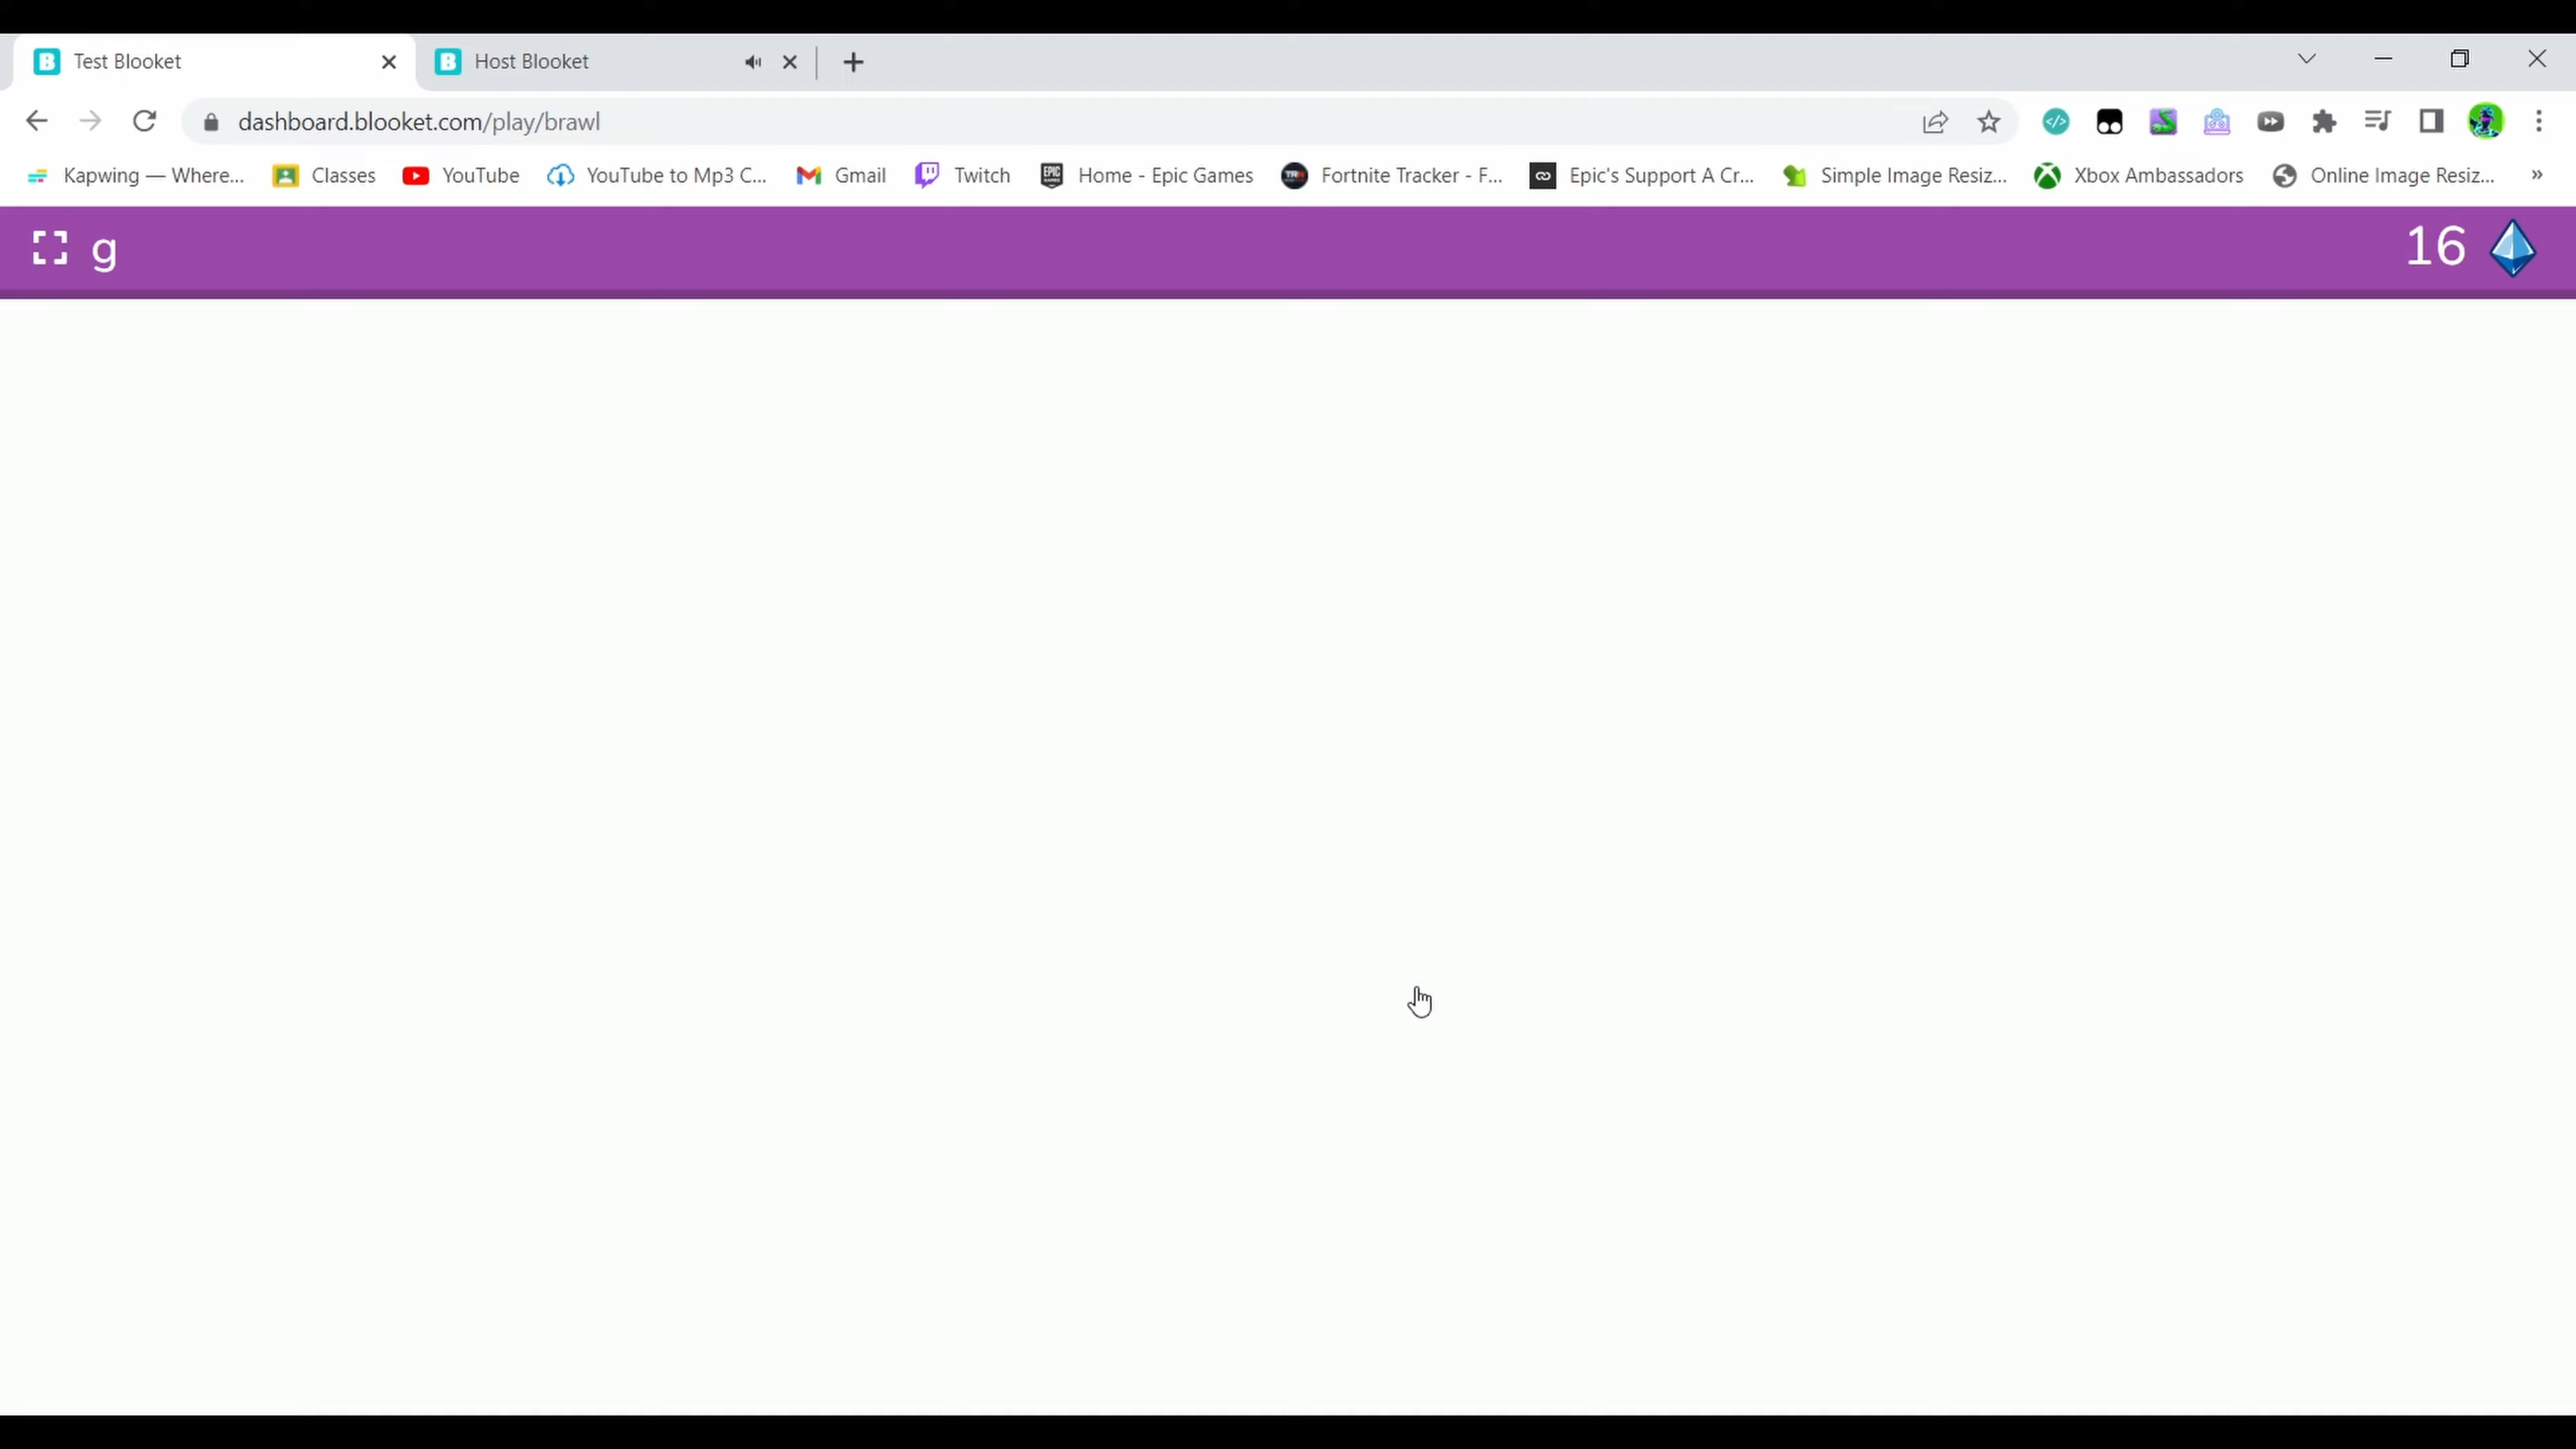 Test Blooket
Host Blooket
dashboard.blooket.com/play/brawl
Kapwing — Where...
Classes
YouTube
YouTube to Mp3 C...
Gmail
Twitch
Home - Epic Games
Fortnite Tracker - F...
Epic's Support A Cr...
Simple Image Resiz...
Xbox Ambassadors
Online Image Resiz...
»
g
16